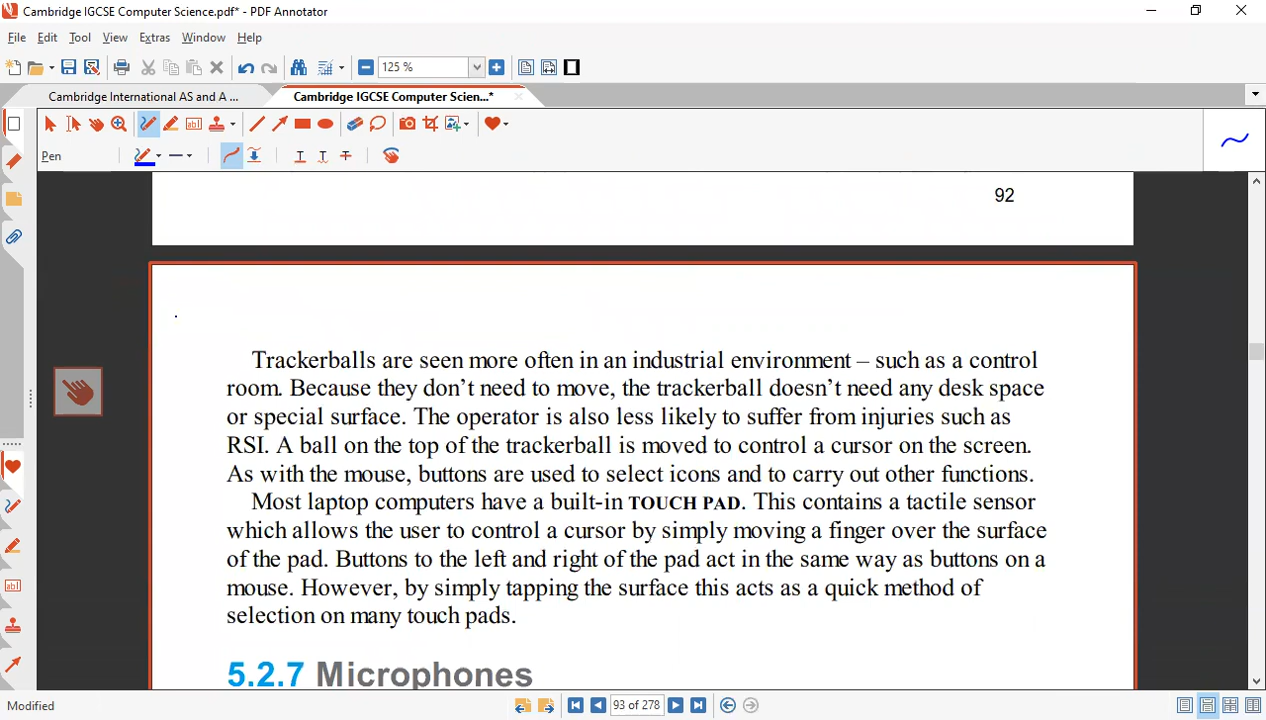 Cambridge IGCSE Computer Science.pdf* - PDF Annotator
File Edit Tool View Extras Window Help
125 %
Cambridge International AS and A ...
Cambridge IGCSE Computer Scien...*
Pen
92
Trackerballs are seen more often in an industrial environment – such as a control
room. Because they don’t need to move, the trackerball doesn’t need any desk space
or special surface. The operator is also less likely to suffer from injuries such as
RSI. A ball on the top of the trackerball is moved to control a cursor on the screen.
As with the mouse, buttons are used to select icons and to carry out other functions.
Most laptop computers have a built-in TOUCH PAD. This contains a tactile sensor
which allows the user to control a cursor by simply moving a finger over the surface
of the pad. Buttons to the left and right of the pad act in the same way as buttons on a
mouse. However, by simply tapping the surface this acts as a quick method of
selection on many touch pads.
5.2.7 Microphones
Modified
93 of 278